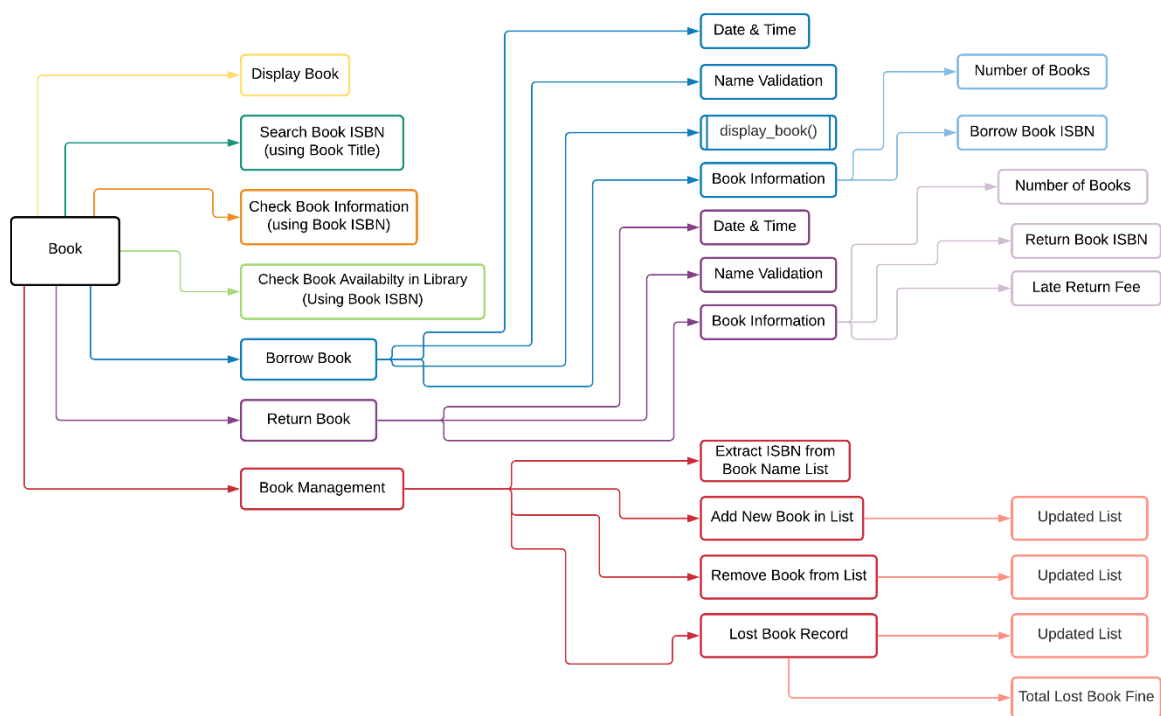 Book
Display Book
Search Book ISBN
(using Book Title)
Check Book Information
(using Book ISBN)
Check Book Availabilty in Library
(Using Book ISBN)
Borrow Book
Return Book
Book Management
Date & Time
Name Validation
display_book()
Book Information
Number of Books
Borrow Book ISBN
Date & Time
Name Validation
Book Information
Number of Books
Return Book ISBN
Late Return Fee
Extract ISBN from
Book Name List
Add New Book in List
Updated List
Remove Book from List
Updated List
Lost Book Record
Updated List
Total Lost Book Fine